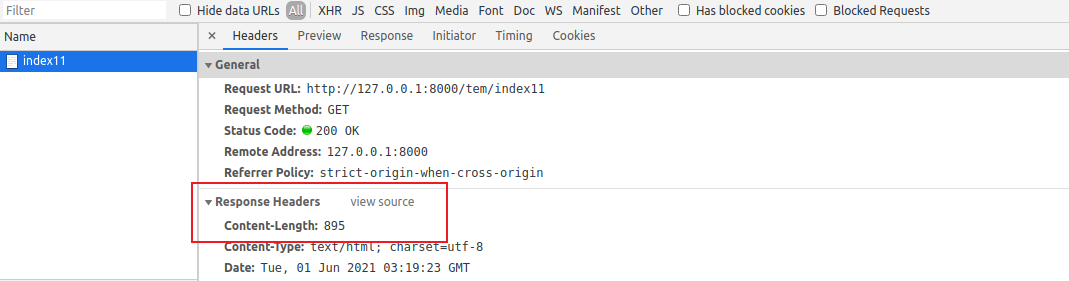 Filter Hide data URLs All XHR JS CSS Img Media Font Doc WS Manifest Other Has blocked cookies Blocked Requests
Name
index11
× Headers Preview Response Initiator Timing Cookies
General
Request URL: http://127.0.0.1:8000/tem/index11
Request Method: GET
Status Code: 200 OK
Remote Address: 127.0.0.1:8000
Referrer Policy: strict-origin-when-cross-origin
Response Headers view source
Content-Length: 895
Content-Type: text/html; charset=utf-8
Date: Tue, 01 Jun 2021 03:19:23 GMT